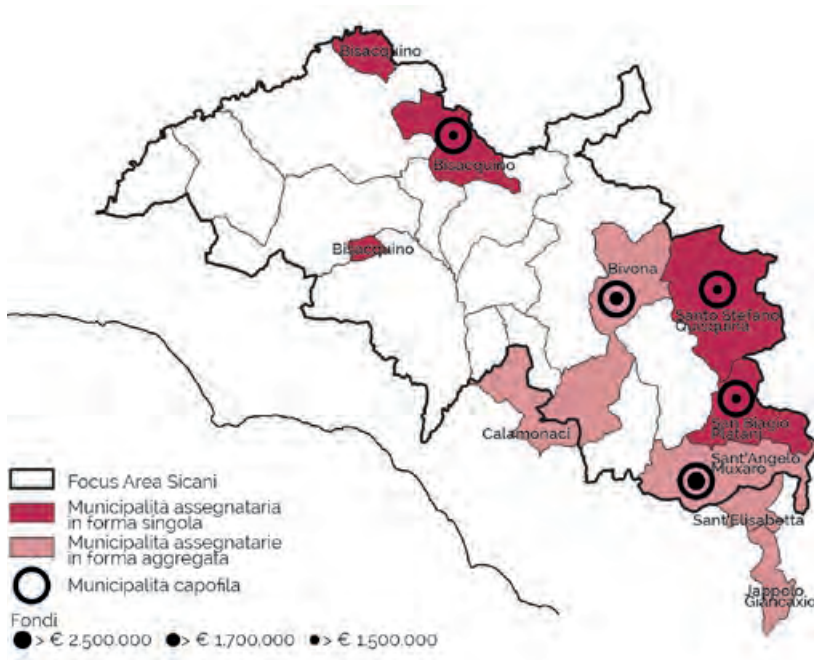 Bisacquino
Bisacquino
Bisacquino
Bivona
Santo Stefano
Quisquina
San Biagio
Platani
Calamonaci
Sant'Angelo
Muxaro
Sant'Elisabetta
Joppolo
Giancaxio
Focus Area Sicani
Municipalità assegnataria
in forma singola
Municipalità assegnatarie
in forma aggregata
Municipalità capofila
Fondi
> € 2.500.000 > € 1.700.000 > € 1.500.000